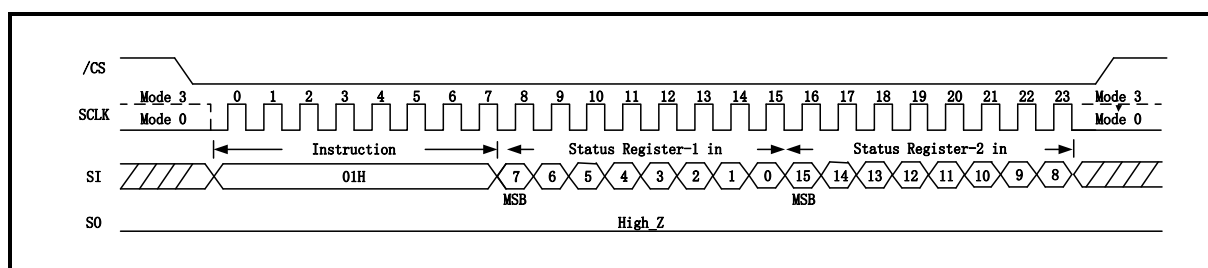 /CS
Mode 3 0 1 2 3 4 5 6 7 8 9 10 11 12 13 14 15 16 17 18 19 20 21 22 23 Mode 3
SCLK Mode 0 Mode 0
Instruction Status Register-1 in Status Register-2 in
SI 01H 7 6 5 4 3 2 1 0 15 14 13 12 11 10 9 8
MSB MSB
SO High_Z